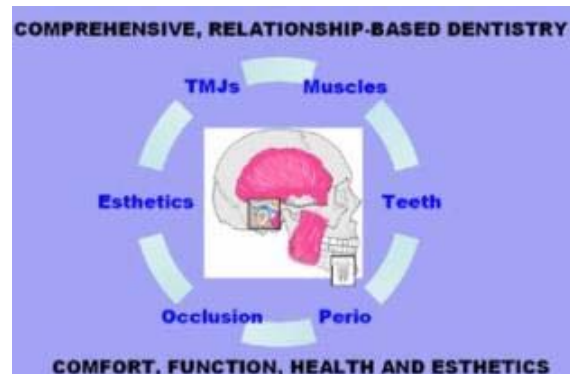 COMPREHENSIVE, RELATIONSHIP-BASED DENTISTRY
TMJs
Muscles
Esthetics
Teeth
Occlusion
Perio
COMFORT, FUNCTION, HEALTH AND ESTHETICS